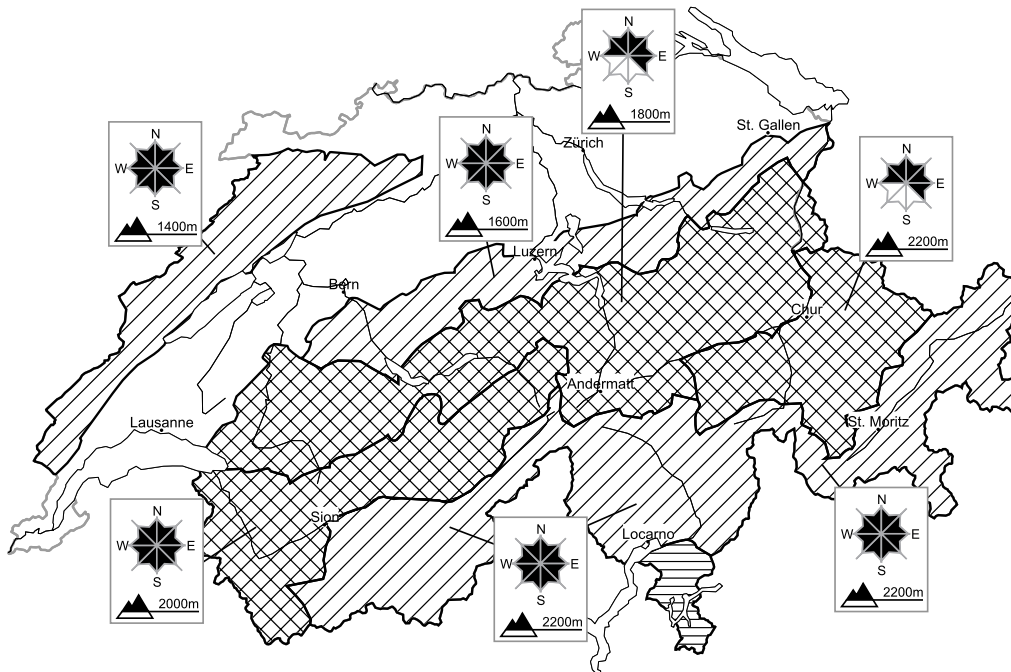 N
W E
S
1800m
N
W E
S
1400m
N
W E
S
1600m
Zürich
St. Gallen
N
W E
S
2200m
Luzern
Bern
Chur
Andermatt
Lausanne
St. Moritz
N
W E
S
2000m
Sion
N
W E
S
2200m
Locarno
N
W E
S
2200m